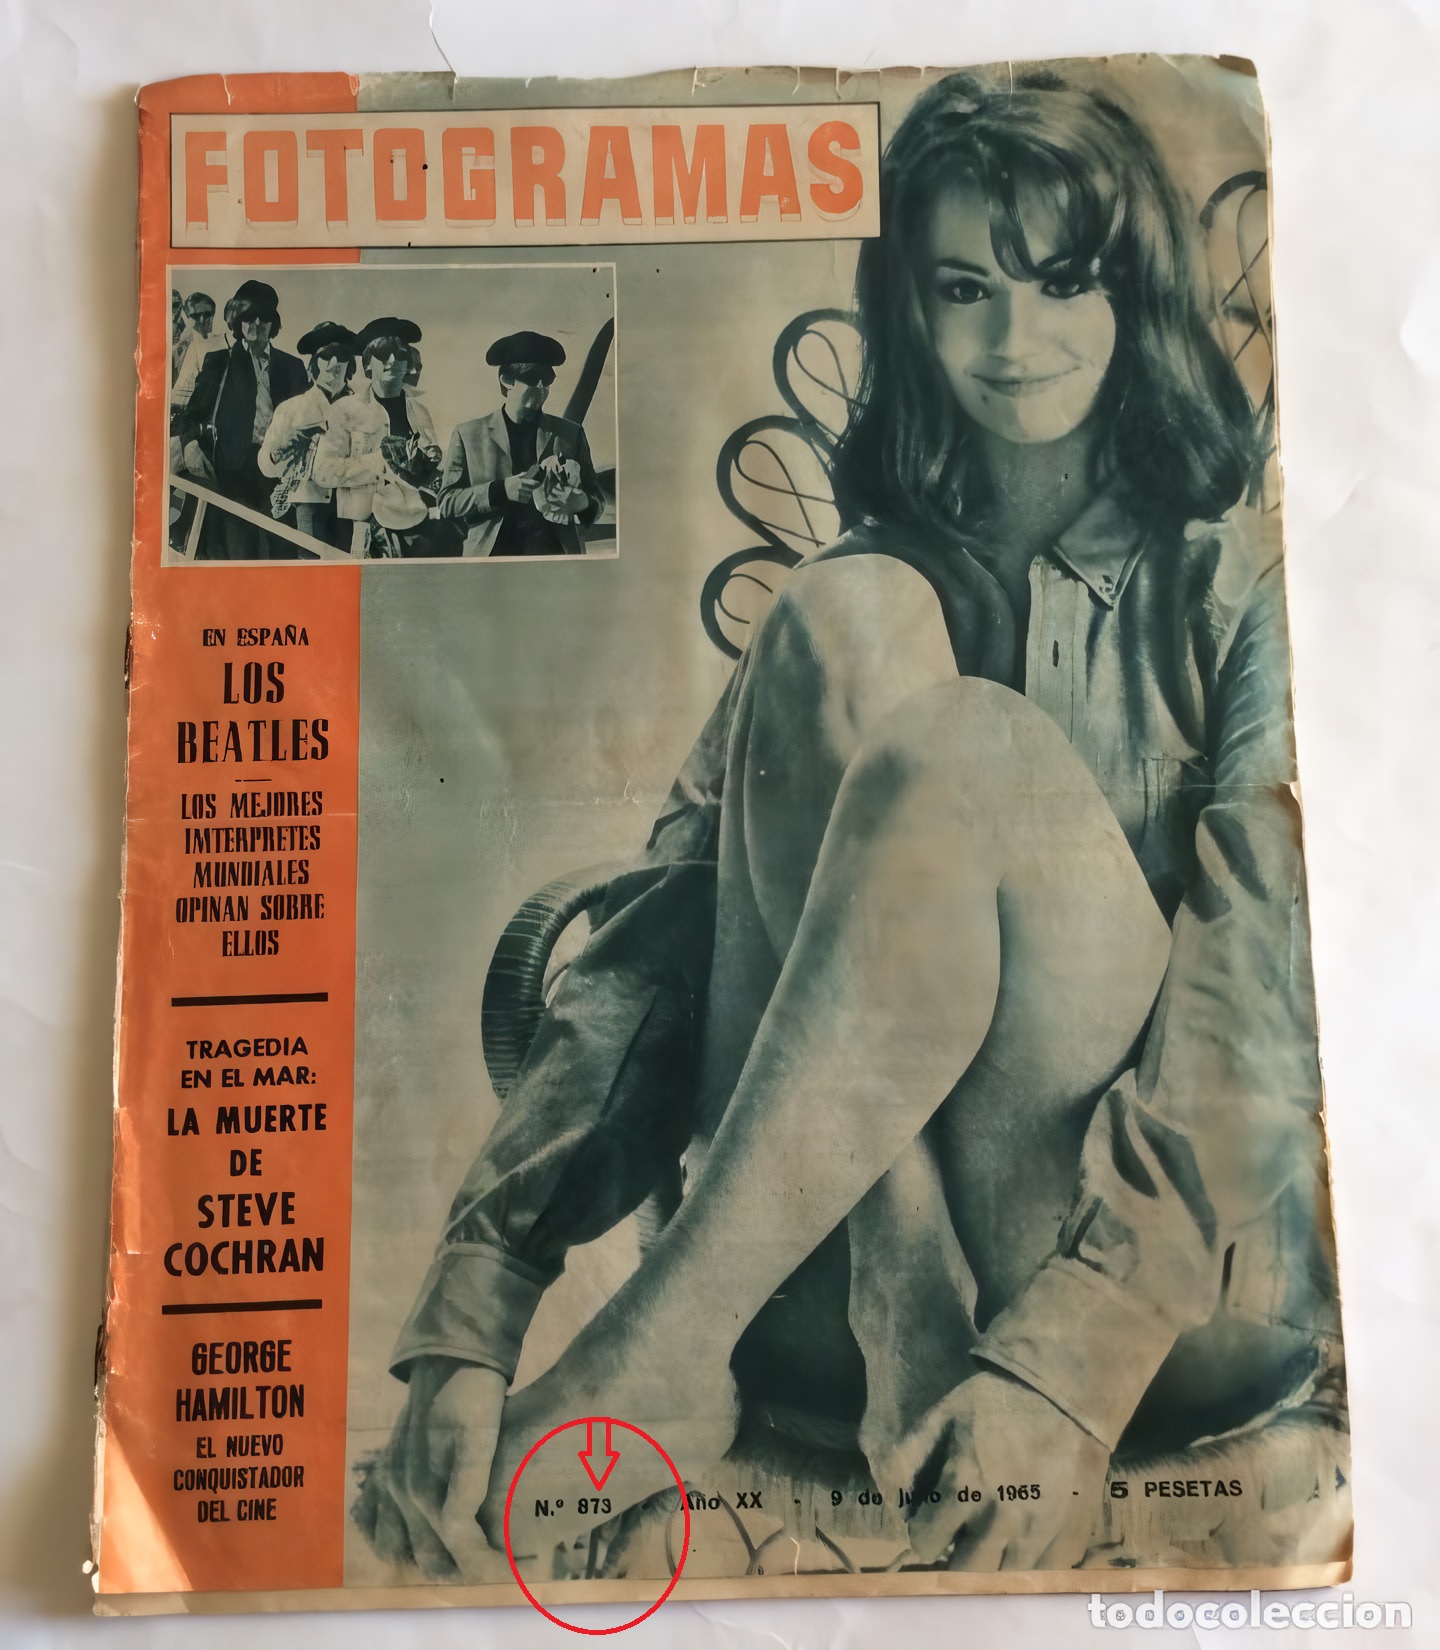 FOTOGRAMAS
EN ESPAÑA
LOS
BEATLES
LOS MEJORES
IMTERPRETES
MUNDIALES
OPINAN SOBRE
ELLOS
TRAGEDIA
EN EL MAR:
LA MUERTE
DE
STEVE
COCHRAN
GEORGE
HAMILTON
EL NUEVO
CONQUISTADOR
DEL CINE
N.º 873 - Año XX - 9 de Julio de 1965 - 5 PESETAS
todocoleccion